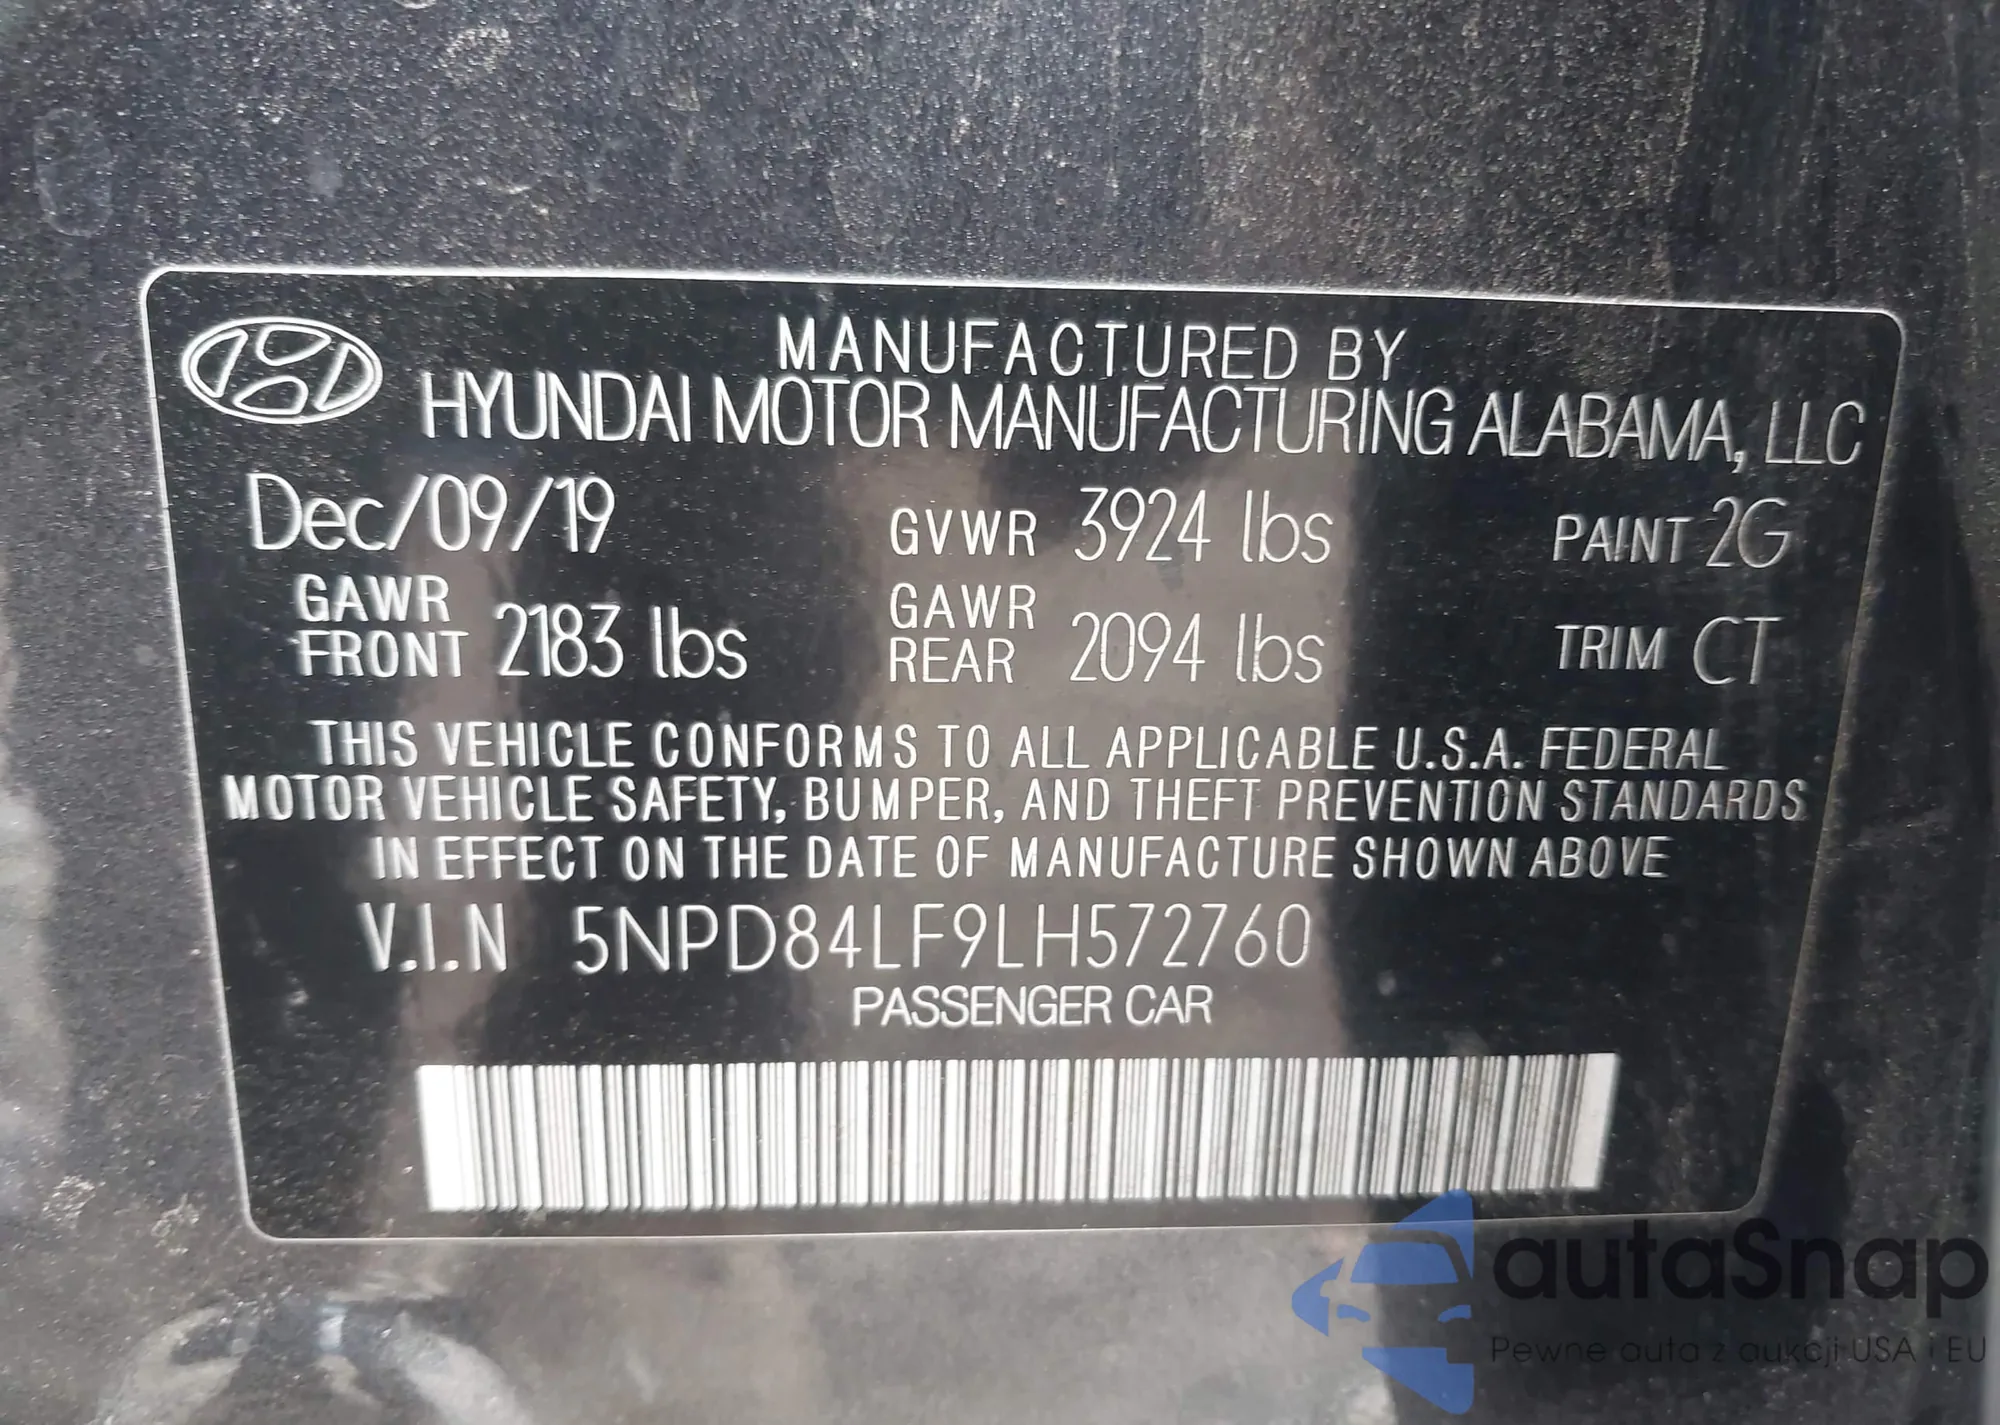 MANUFACTURED BY
HYUNDAI MOTOR MANUFACTURING ALABAMA, LLC
Dec/09/19 GVWR 3924 lbs PAINT 2G
GAWR FRONT 2183 lbs GAWR REAR 2094 lbs TRIM CT
THIS VEHICLE CONFORMS TO ALL APPLICABLE U.S.A. FEDERAL
MOTOR VEHICLE SAFETY, BUMPER, AND THEFT PREVENTION STANDARDS
IN EFFECT ON THE DATE OF MANUFACTURE SHOWN ABOVE
V.I.N 5NPD84LF9LH572760
PASSENGER CAR
autaSnap
Pewne auta z aukcji USA i EU